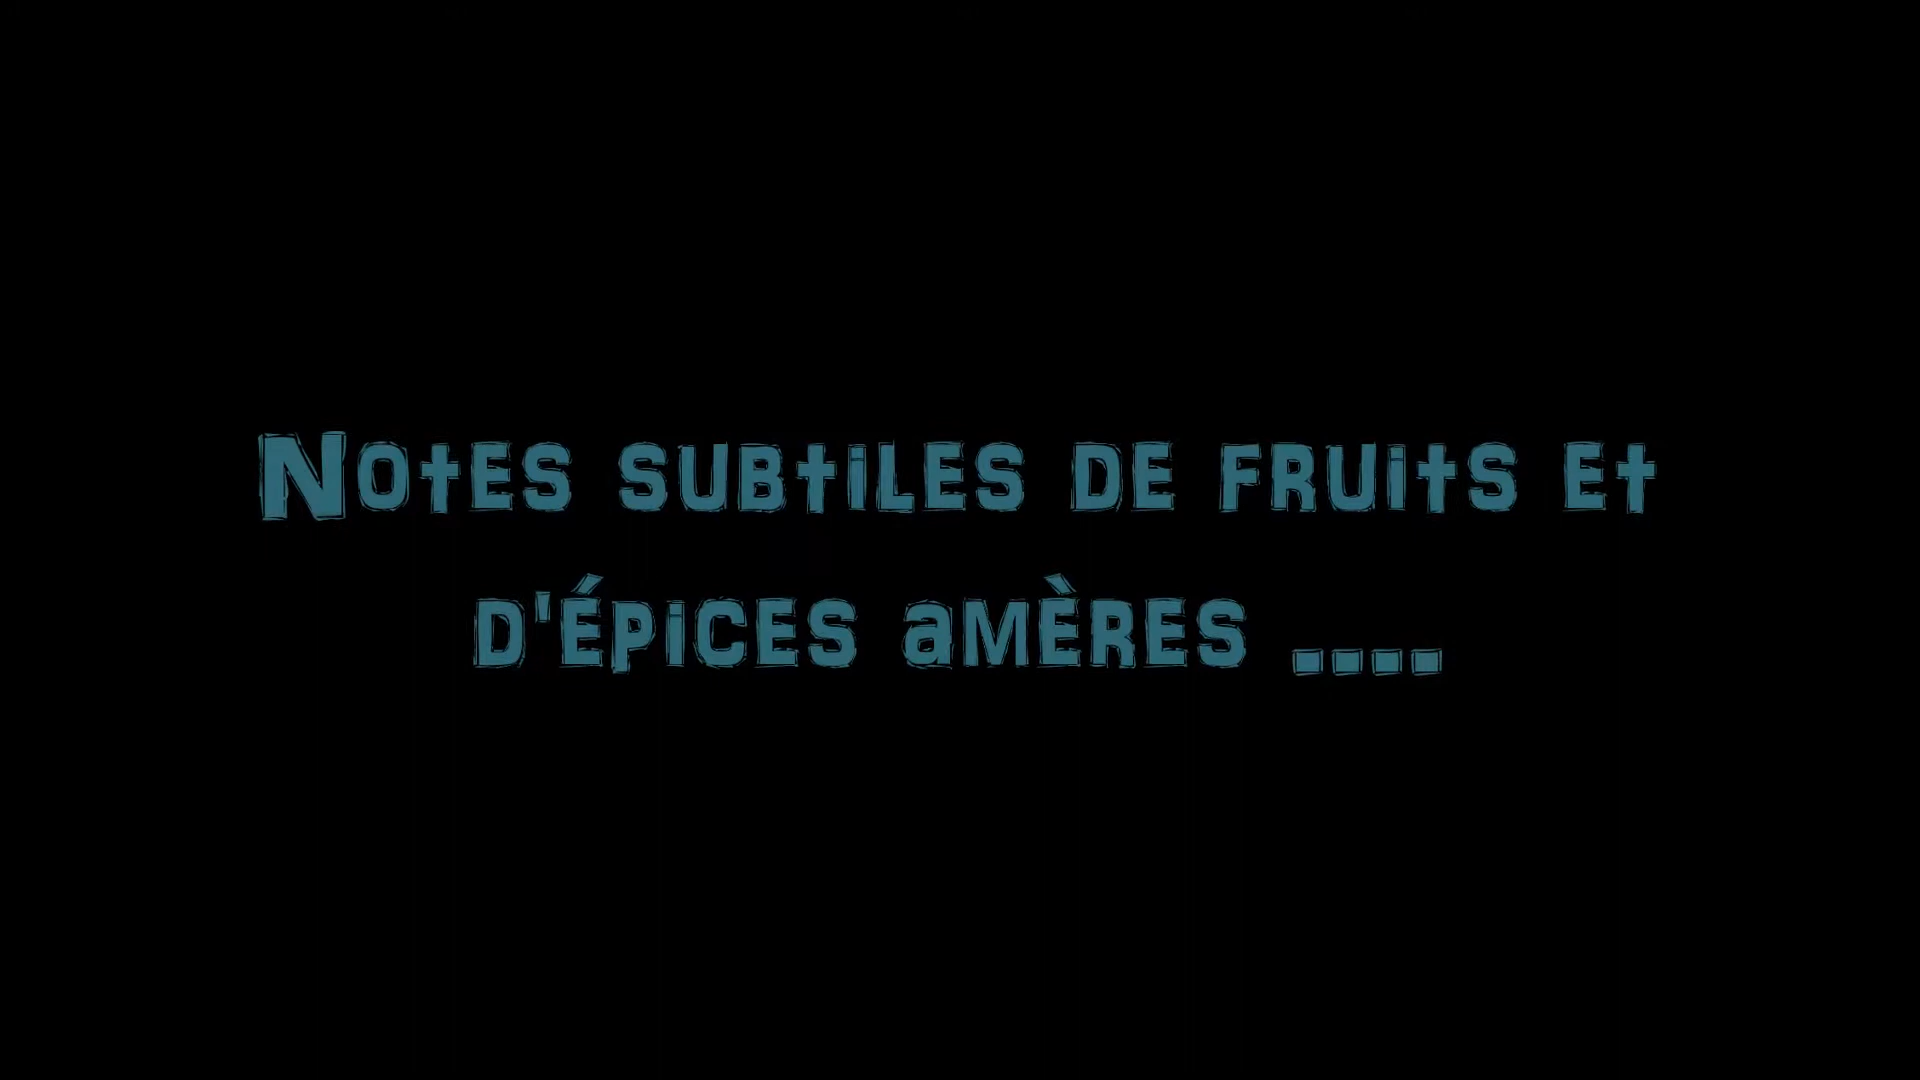 Notes subtiles de fruits et
d'épices amères ....